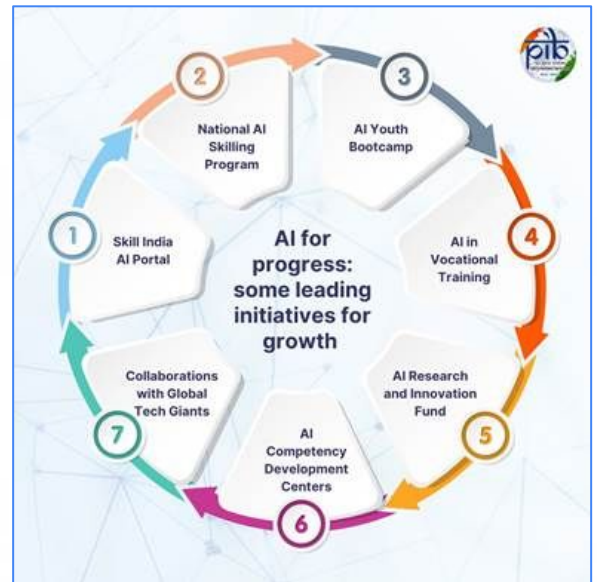 pib
2
3
National AI
Skilling
Program
AI Youth
Bootcamp
1
Skill India
AI Portal
AI for
progress:
some leading
initiatives for
growth
AI in
Vocational
Training
4
Collaborations
with Global
Tech Giants
7
AI
Competency
Development
Centers
6
AI Research
and Innovation
Fund
5